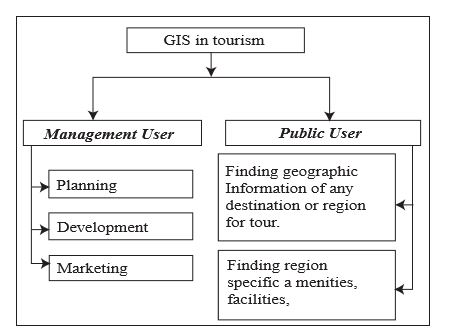 GIS in tourism
Management User
Planning
Development
Marketing
Public User
Finding geographic
Information of any
destination or region
for tour.
Finding region
specific a menities,
facilities,